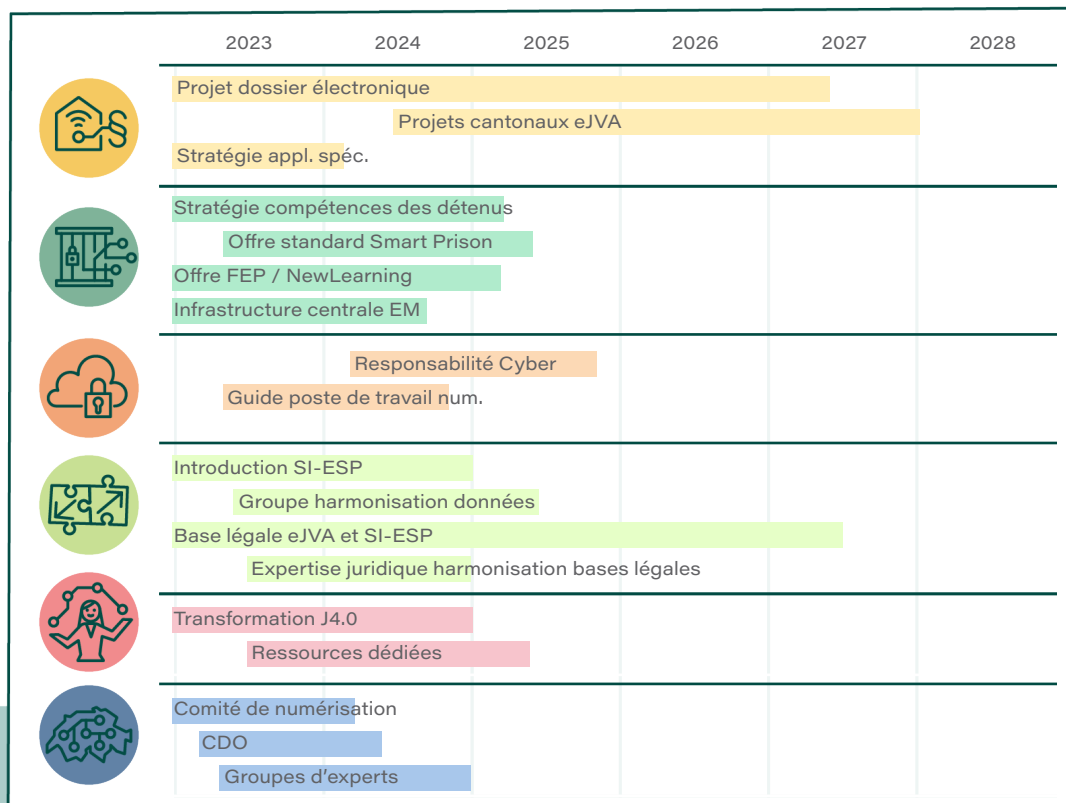 2023 2024 2025 2026 2027 2028
Projet dossier électronique
Projets cantonaux eJVA
Stratégie appl. spéc.
Stratégie compétences des détenus
Offre standard Smart Prison
Offre FEP / NewLearning
Infrastructure centrale EM
Responsabilité Cyber
Guide poste de travail num.
Introduction SI-ESP
Groupe harmonisation données
Base légale eJVA et SI-ESP
Expertise juridique harmonisation bases légales
Transformation J4.0
Ressources dédiées
Comité de numérisation
CDO
Groupes d’experts